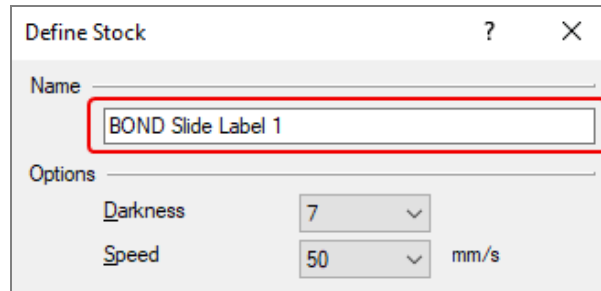 Define Stock ? ×
Name
BOND Slide Label 1
Options
Darkness 7
Speed 50 mm/s